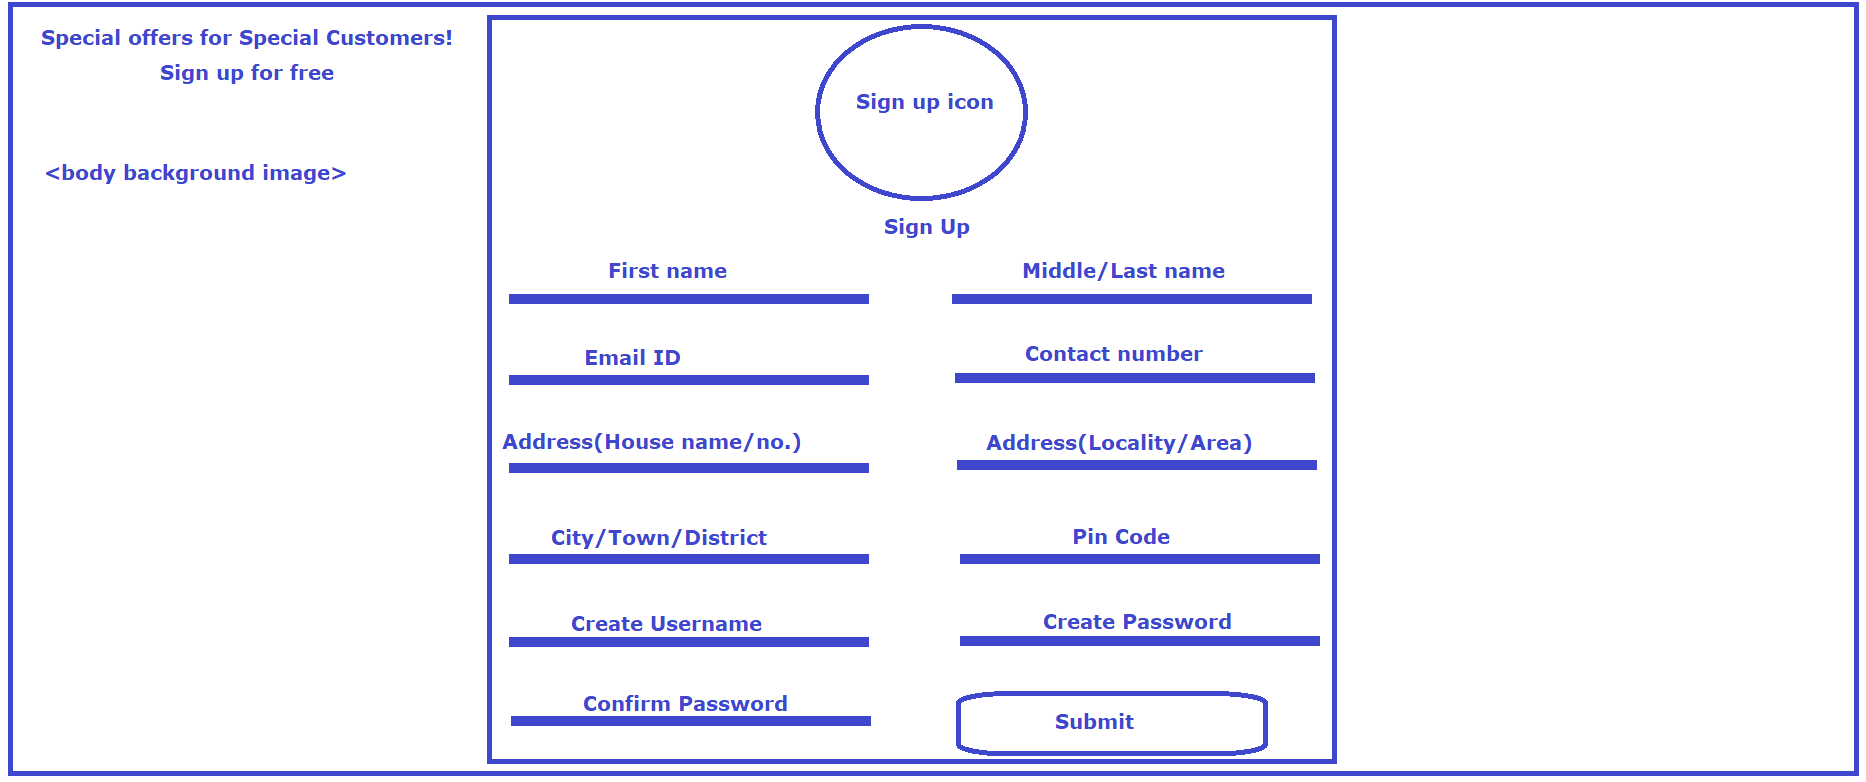 Special offers for Special Customers!
Sign up for free
<body background image>
Sign up icon
Sign Up
First name
Middle/Last name
Email ID
Contact number
Address(House name/no.)
Address(Locality/Area)
City/Town/District
Pin Code
Create Username
Create Password
Confirm Password
Submit